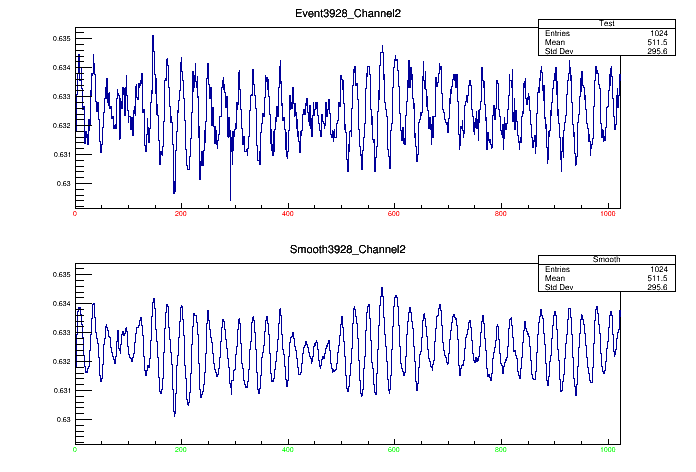 Event3928_Channel2
Test
Entries 1024
Mean 511.5
Std Dev 295.6
0.635
0.634
0.633
0.632
0.631
0.63
0 200 400 600 800 1000
Smooth3928_Channel2
Smooth
Entries 1024
Mean 511.5
Std Dev 295.6
0.635
0.634
0.633
0.632
0.631
0.63
0 200 400 600 800 1000